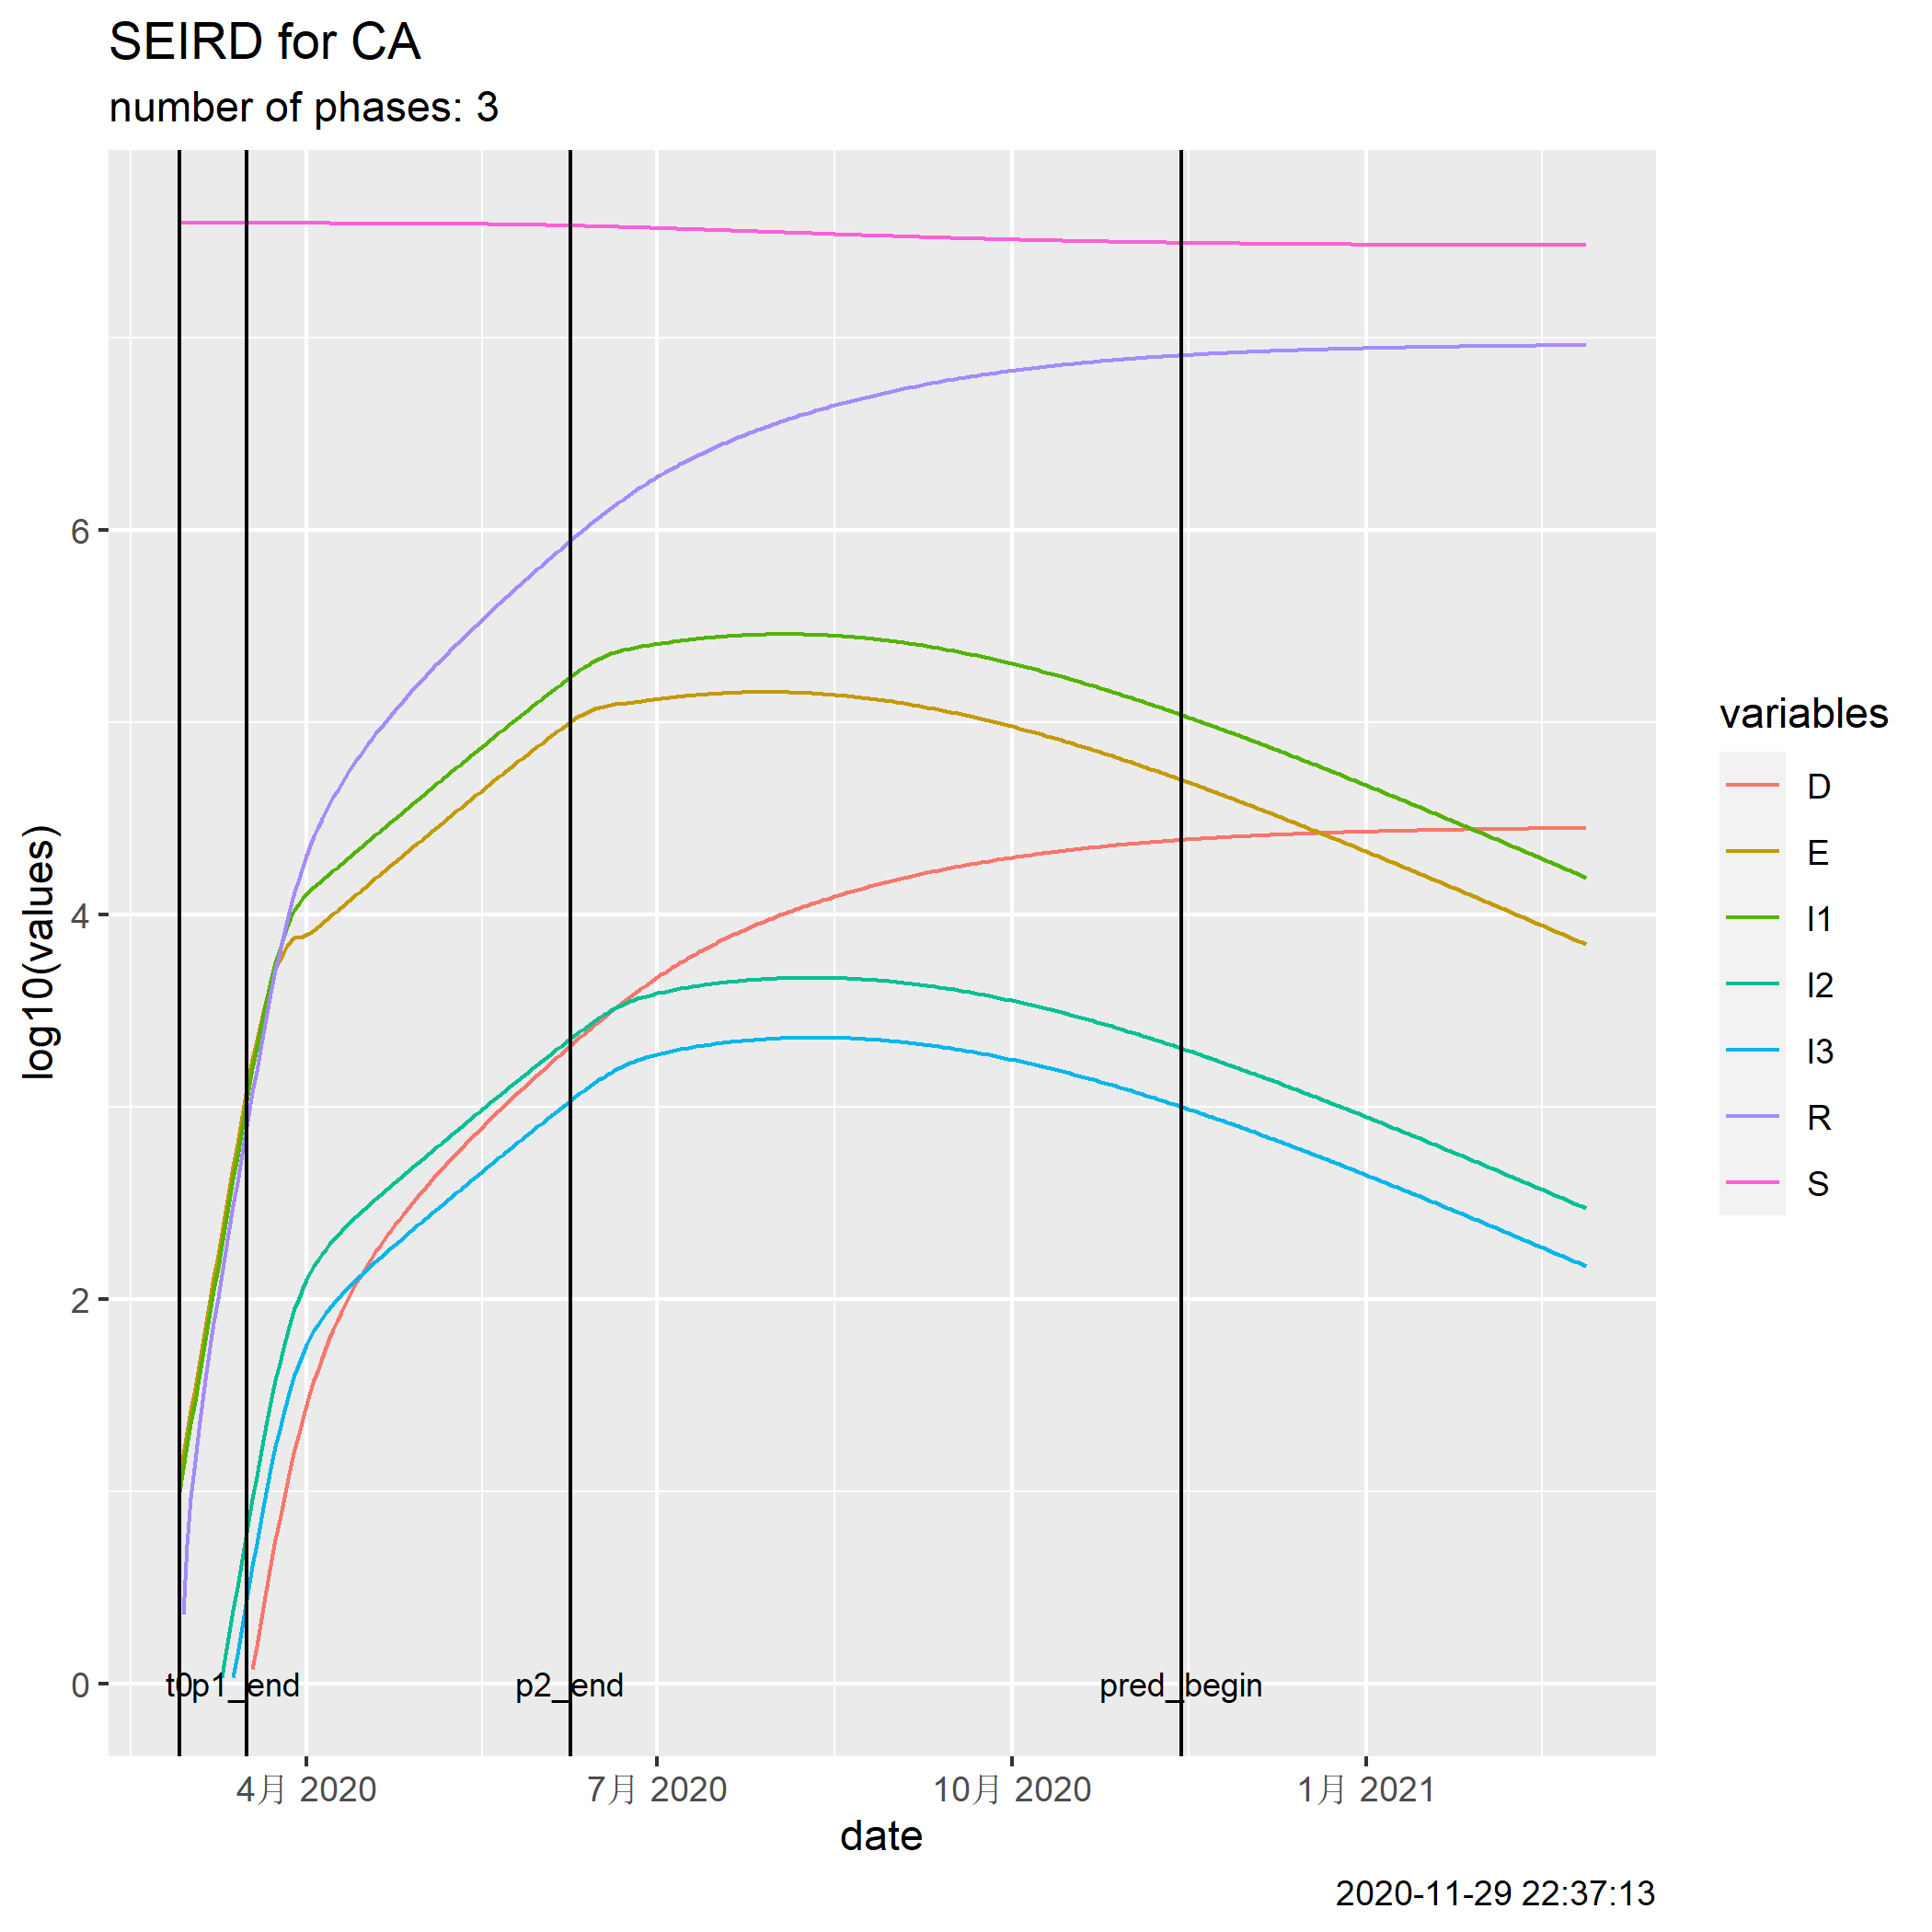 SEIRD for CA
number of phases: 3
log10(values)
6
4
2
0
t0
p1_end
p2_end
pred_begin
4月 2020
7月 2020
10月 2020
1月 2021
date
variables
D
E
I1
I2
I3
R
S
2020-11-29 22:37:13